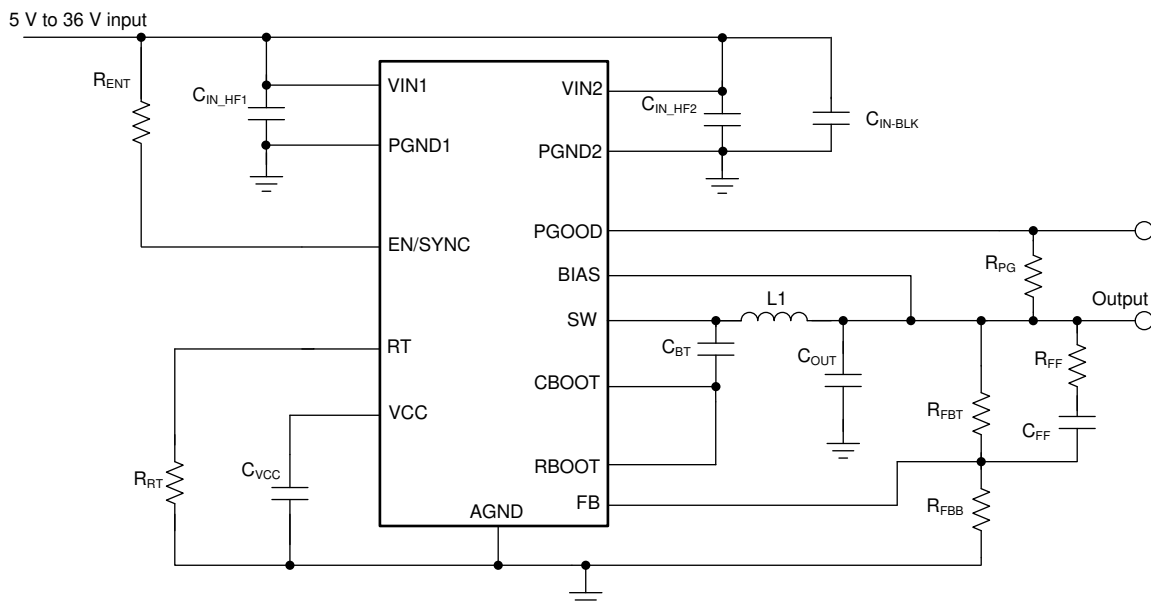 5 V to 36 V input
RENT
CIN_HF1
VIN1
PGND1
EN/SYNC
RT
VCC
AGND
VIN2
PGND2
PGOOD
BIAS
SW
CBOOT
RBOOT
FB
CIN_HF2
CIN-BLK
RPG
L1
Output
CBT
COUT
RFF
RFBT
CFF
RFBB
RRT
CVCC